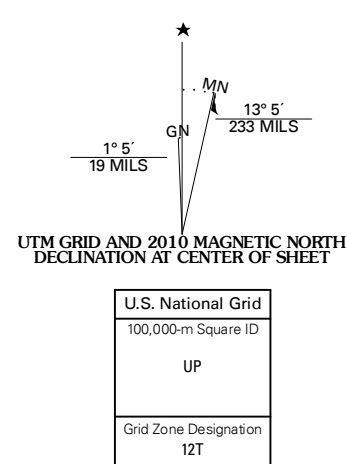 MN
GN
13° 5´
233 MILS
1° 5´
19 MILS
UTM GRID AND 2010 MAGNETIC NORTH
DECLINATION AT CENTER OF SHEET
U.S. National Grid
100,000-m Square ID
UP
Grid Zone Designation
12T